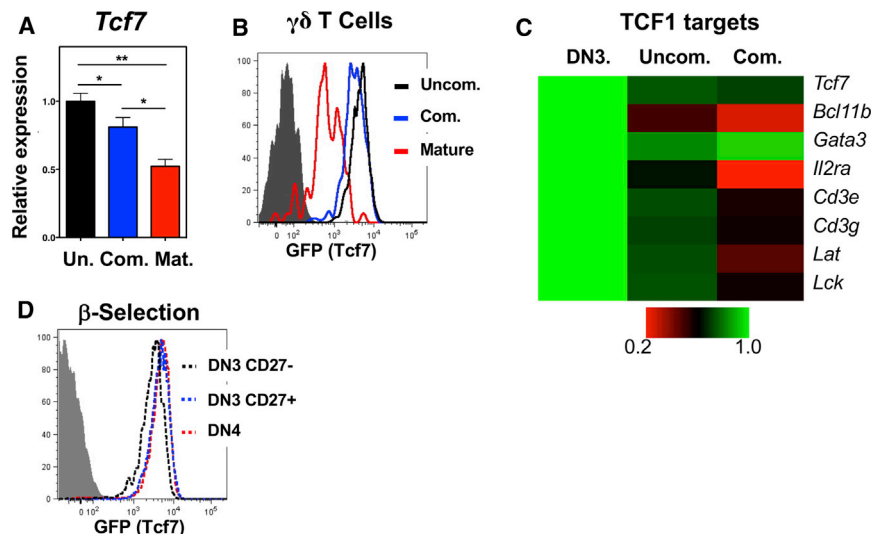 A
Tcf7
Relative expression
1.0
0.5
0.0
*
**
*
Un. Com. Mat.
B
γδ T Cells
100
80
60
40
20
0
Uncom.
Com.
Mature
0 10² 10³ 10⁴ 10⁵
GFP (Tcf7)
C
TCF1 targets
DN3. Uncom. Com.
Tcf7
Bcl11b
Gata3
Il2ra
Cd3e
Cd3g
Lat
Lck
0.2 1.0
D
β-Selection
100
80
60
40
20
0
DN3 CD27-
DN3 CD27+
DN4
0 10² 10³ 10⁴ 10⁵
GFP (Tcf7)